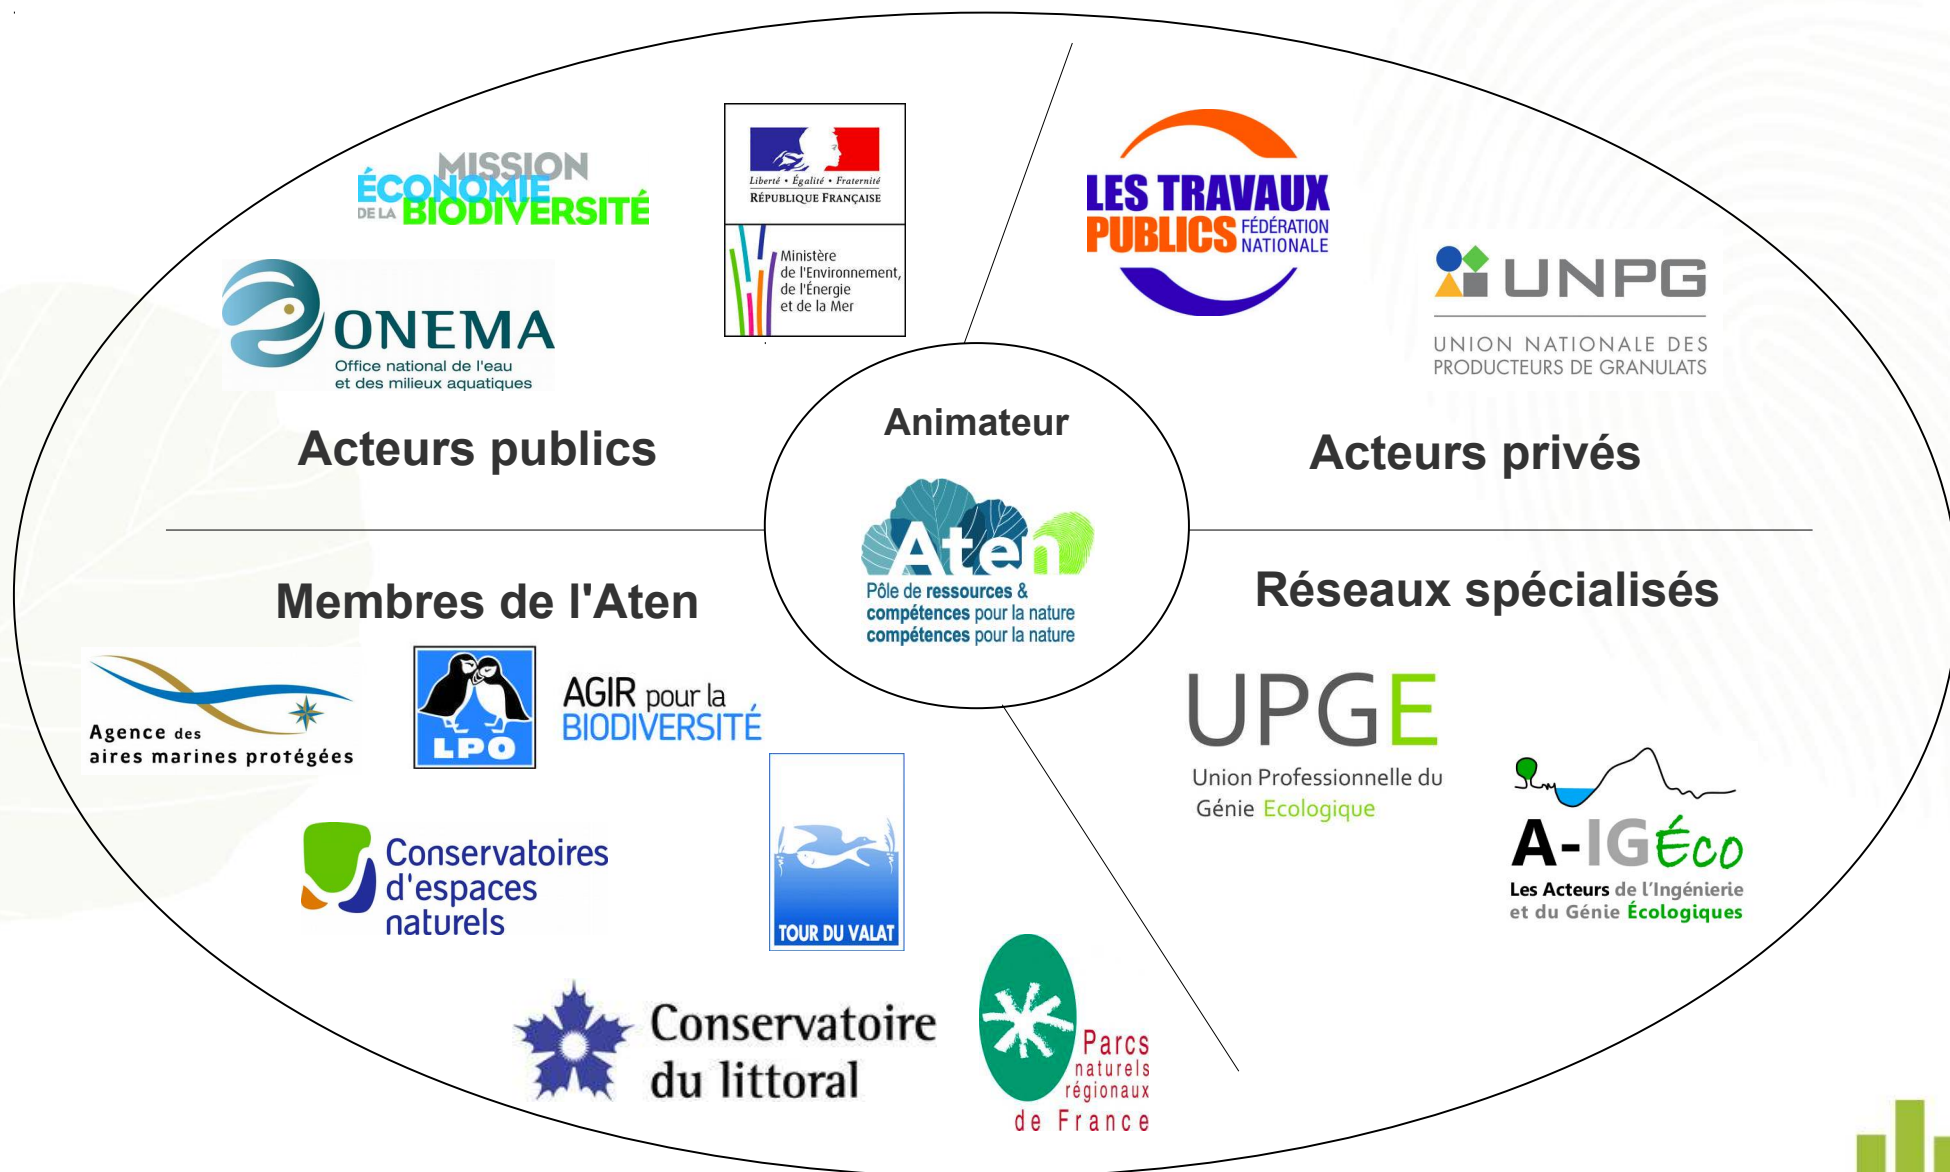 MISSION
ÉCONOMIE
DE LA BIODIVERSITÉ
Liberté • Égalité • Fraternité
RÉPUBLIQUE FRANÇAISE
Ministère
de l'Environnement,
de l'Énergie
et de la Mer
ONEMA
Office national de l'eau
et des milieux aquatiques
Acteurs publics
LES TRAVAUX
PUBLICS FÉDÉRATION
NATIONALE
UNPG
UNION NATIONALE DES
PRODUCTEURS DE GRANULATS
Acteurs privés
Animateur
Aten
Pôle de ressources &
compétences pour la nature
compétences pour la nature
Membres de l'Aten
Agence des
aires marines protégées
LPO
AGIR pour la
BIODIVERSITÉ
Conservatoires
d'espaces
naturels
TOUR DU VALAT
Conservatoire
du littoral
Parcs
naturels
régionaux
de France
Réseaux spécialisés
UPGE
Union Professionnelle du
Génie Ecologique
A-IGÉco
Les Acteurs de l'Ingénierie
et du Génie Écologiques